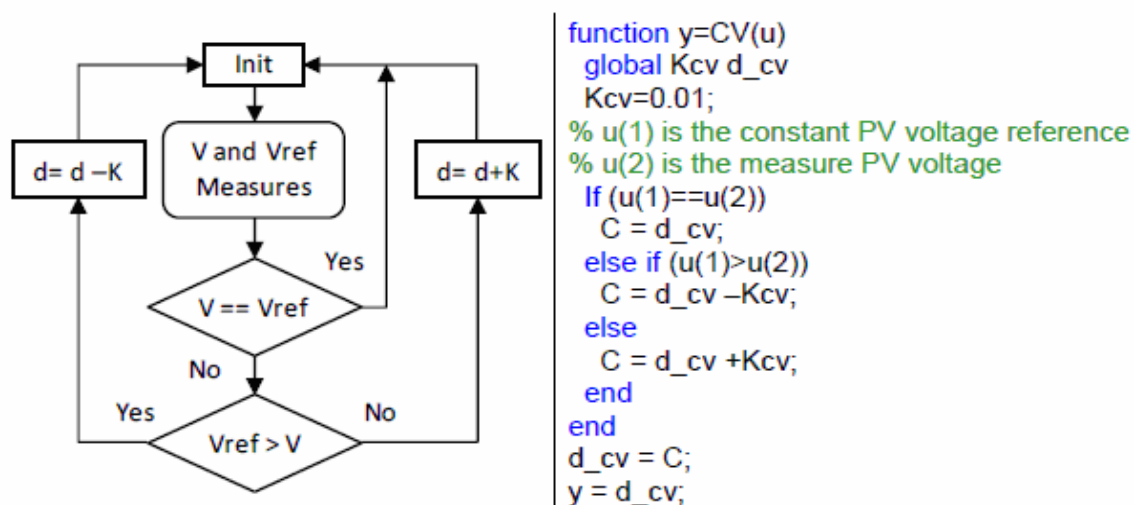 Init
V and Vref
Measures
d= d –K
d= d+K
Yes
V == Vref
No
Yes
No
Vref > V
function y=CV(u)
global Kcv d_cv
Kcv=0.01;
% u(1) is the constant PV voltage reference
% u(2) is the measure PV voltage
If (u(1)==u(2))
C = d_cv;
else if (u(1)>u(2))
C = d_cv –Kcv;
else
C = d_cv +Kcv;
end
end
d_cv = C;
y = d_cv;